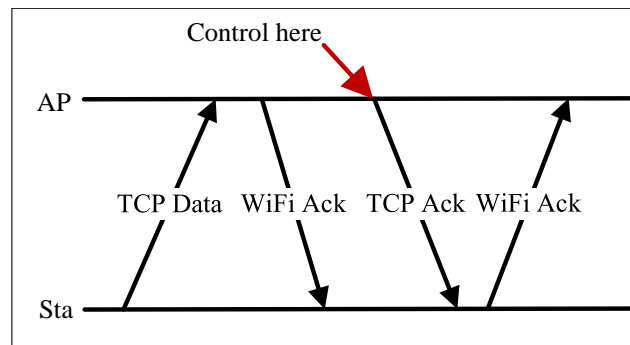 Control here
AP
TCP Data
WiFi Ack
TCP Ack
WiFi Ack
Sta